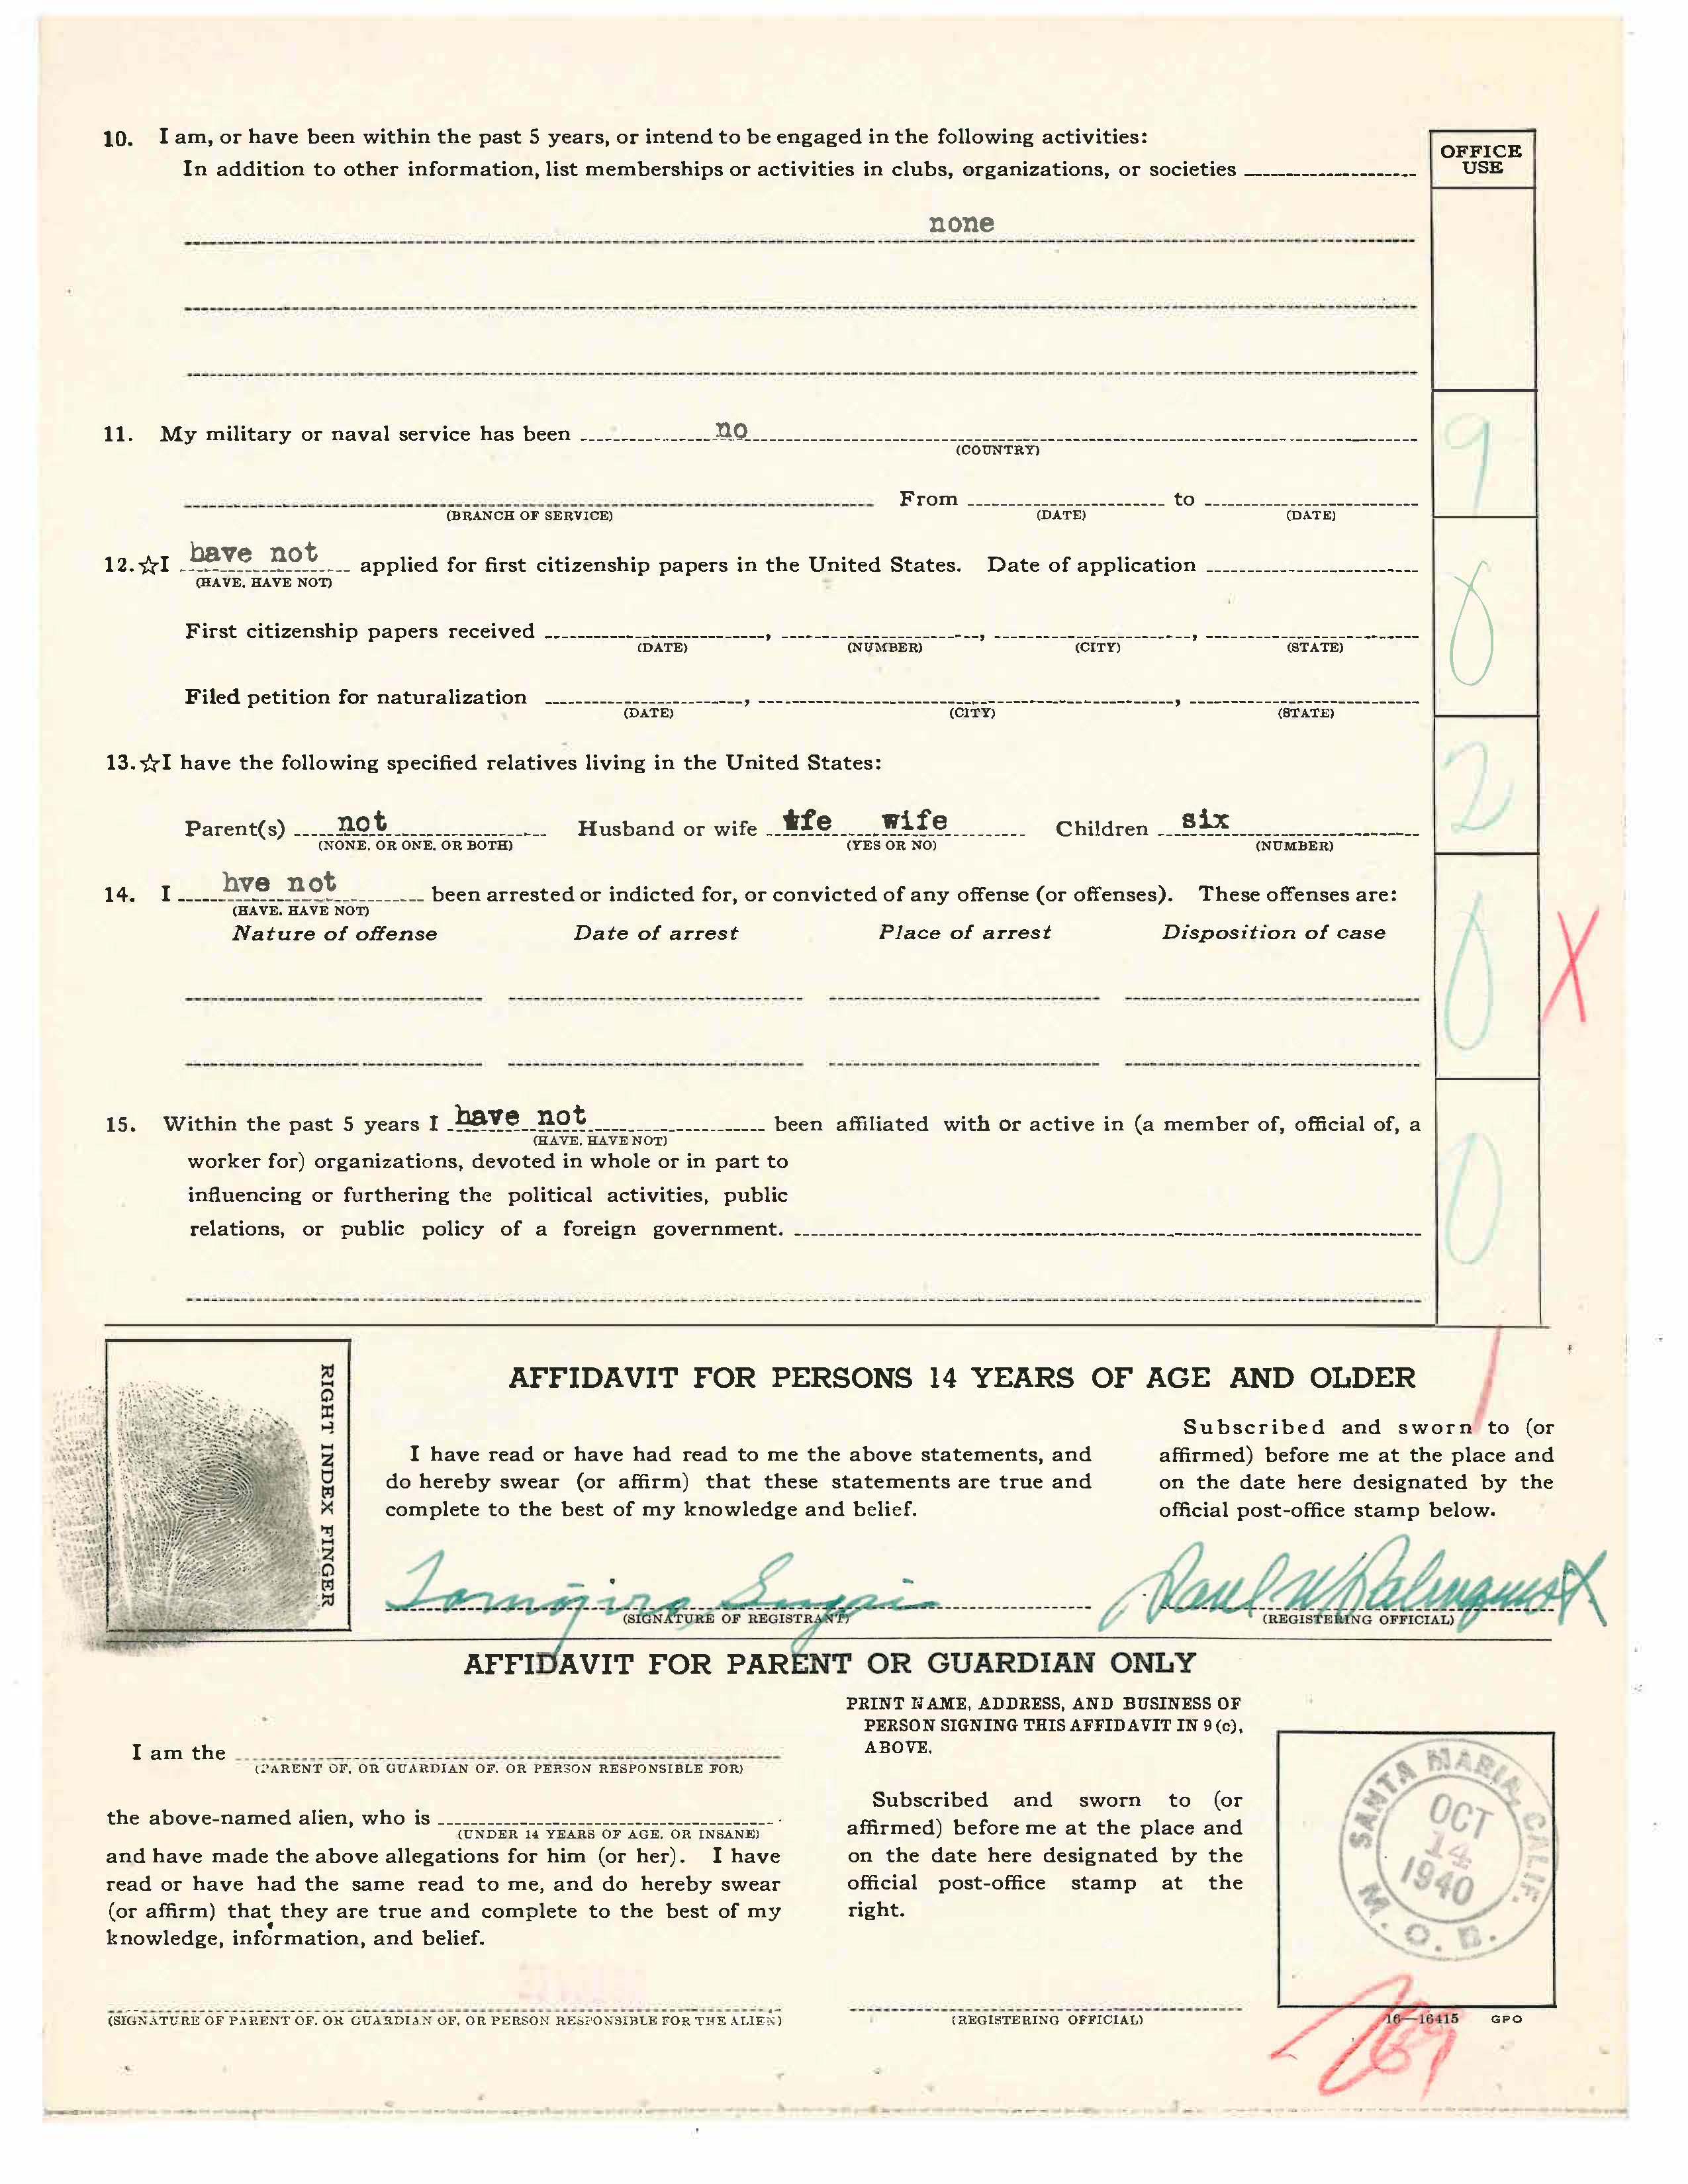 10. I am, or have been within the past 5 years, or intend to be engaged in the following activities:
In addition to other information, list memberships or activities in clubs, organizations, or societies
OFFICE
USE
none
11. My military or naval service has been no
(COUNTRY)
9
From to
(BRANCH OF SERVICE) (DATE) (DATE)
have not
12.☆I applied for first citizenship papers in the United States. Date of application
(HAVE, HAVE NOT)
0
First citizenship papers received , , ,
(DATE) (NUMBER) (CITY) (STATE)
Filed petition for naturalization , ,
(DATE) (CITY) (STATE)
13.☆I have the following specified relatives living in the United States:
2
Parent(s) not Husband or wife wife Children six
(NONE, OR ONE, OR BOTH) (YES OR NO) (NUMBER)
hve not
14. I been arrested or indicted for, or convicted of any offense (or offenses). These offenses are:
(HAVE, HAVE NOT)
Nature of offense Date of arrest Place of arrest Disposition of case
0 X
15. Within the past 5 years I have not been affiliated with or active in (a member of, official of, a
(HAVE, HAVE NOT)
worker for) organizations, devoted in whole or in part to
influencing or furthering the political activities, public
relations, or public policy of a foreign government.
0
RIGHT INDEX FINGER
AFFIDAVIT FOR PERSONS 14 YEARS OF AGE AND OLDER
I have read or have had read to me the above statements, and
do hereby swear (or affirm) that these statements are true and
complete to the best of my knowledge and belief.
Subscribed and sworn to (or
affirmed) before me at the place and
on the date here designated by the
official post-office stamp below.
(SIGNATURE OF REGISTRANT)
Paul
(REGISTERING OFFICIAL)
AFFIDAVIT FOR PARENT OR GUARDIAN ONLY
I am the
(PARENT OF, OR GUARDIAN OF, OR PERSON RESPONSIBLE FOR)
the above-named alien, who is .
(UNDER 14 YEARS OF AGE, OR INSANE)
and have made the above allegations for him (or her). I have
read or have had the same read to me, and do hereby swear
(or affirm) that they are true and complete to the best of my
knowledge, information, and belief.
(SIGNATURE OF PARENT OF, OR GUARDIAN OF, OR PERSON RESPONSIBLE FOR THE ALIEN)
PRINT NAME, ADDRESS, AND BUSINESS OF
PERSON SIGNING THIS AFFIDAVIT IN 9 (c),
ABOVE.
Subscribed and sworn to (or
affirmed) before me at the place and
on the date here designated by the
official post-office stamp at the
right.
(REGISTERING OFFICIAL)
SANTA MARIA, CALIF.
OCT
14
1940
M. O. B.
16—16415 GPO